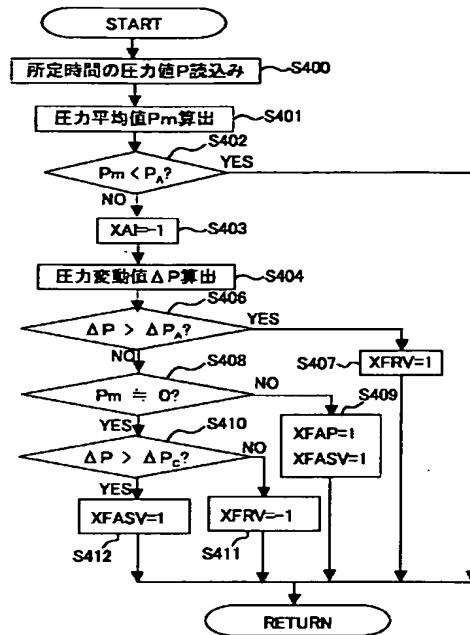 START
所定時間の圧力値P読込み S400
圧力平均値Pm算出 S401
S402
Pm < PA? YES
NO
XAI=-1 S403
圧力変動値ΔP算出 S404
S406
ΔP > ΔPA? YES
NO
S407 XFRV=1
S408
Pm ≒ 0? NO
S409
YES
XFAP=1
XFASV=1
S410
ΔP > ΔPC? NO
YES
XFASV=1
XFRV=-1
S412
S411
RETURN